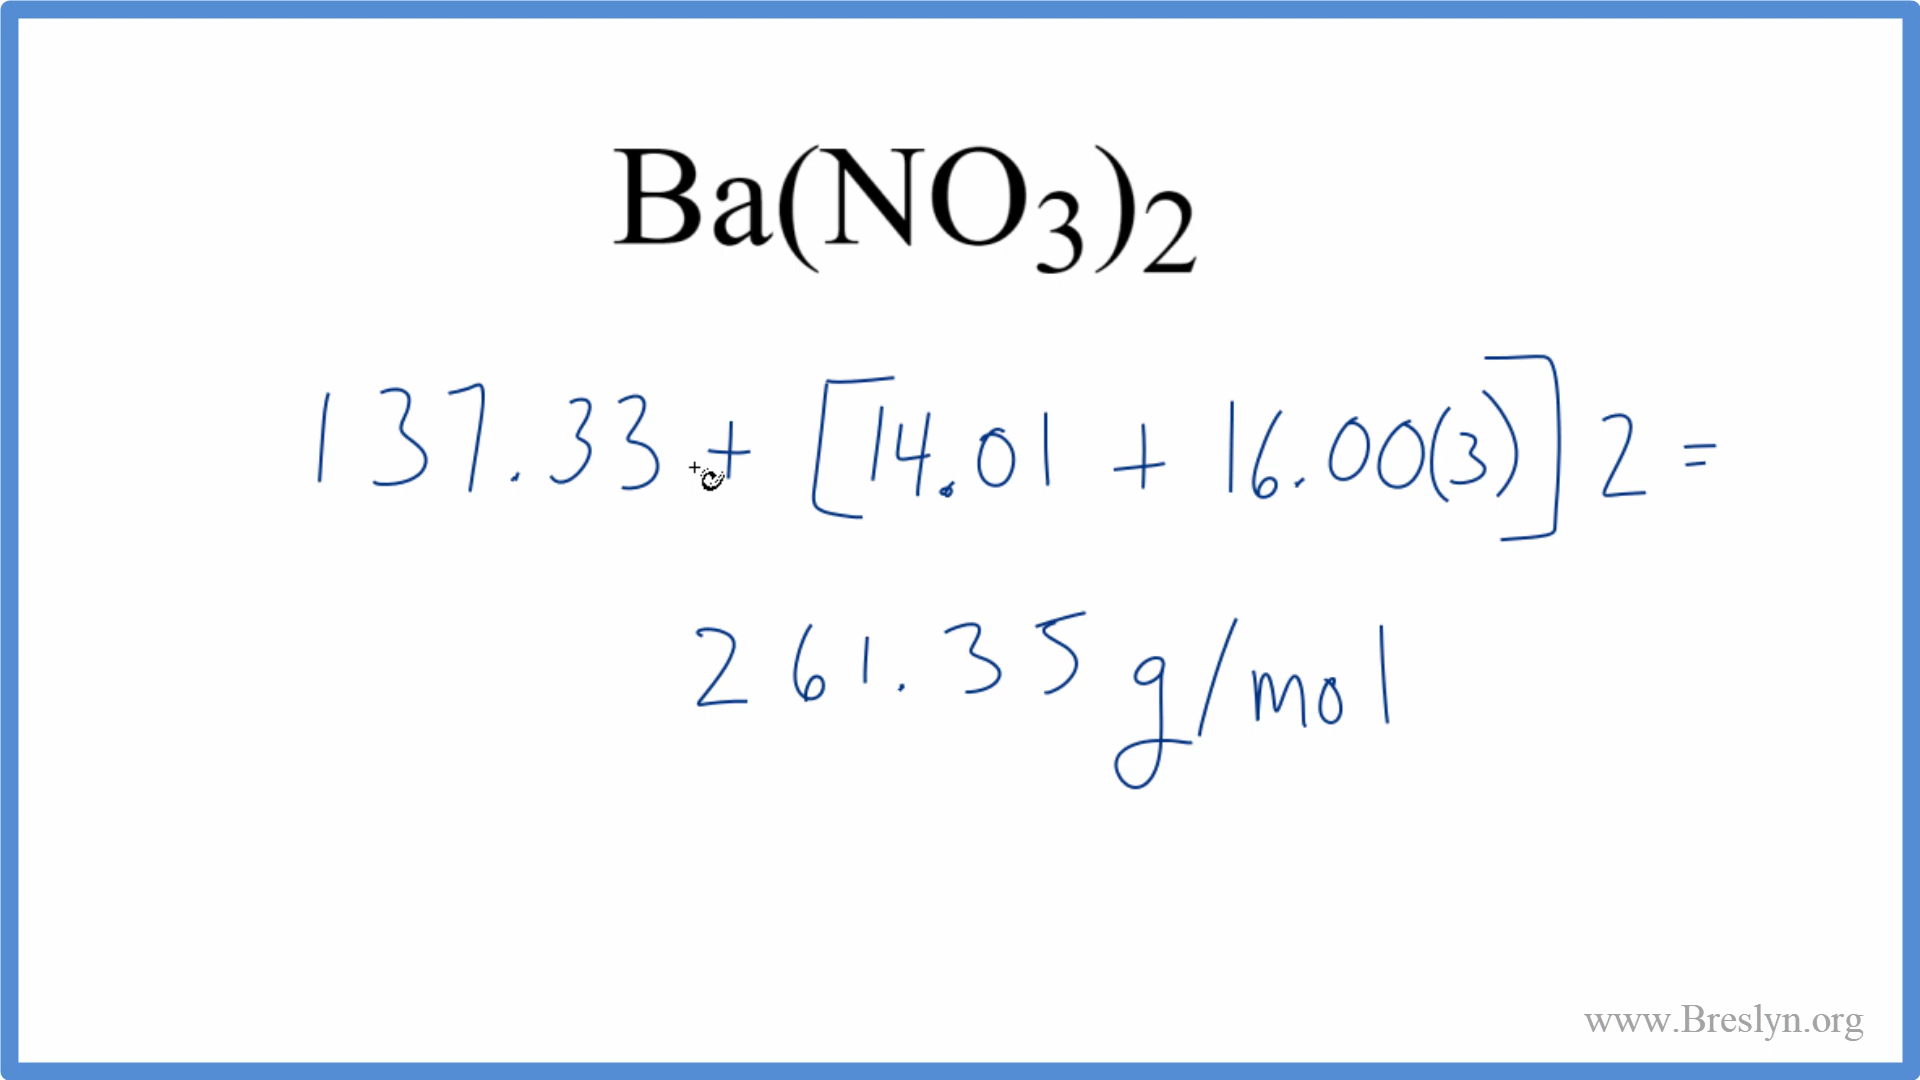 Ba(NO₃)₂
137.33 + [14.01 + 16.00(3)] 2 =
261.35 g/mol
www.Breslyn.org